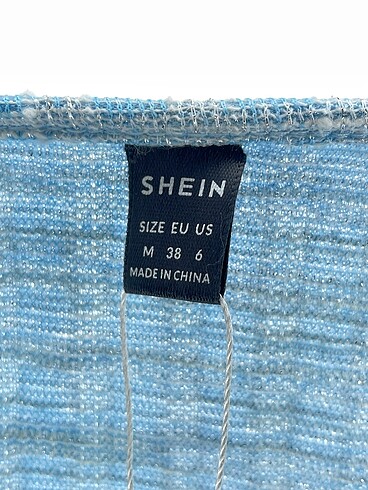 SHEIN
SIZE EU US
M 38 6
MADE IN CHINA